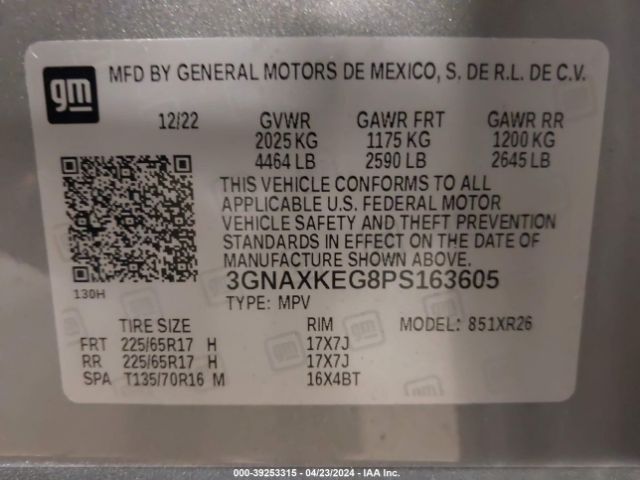 gm
MFD BY GENERAL MOTORS DE MEXICO, S. DE R.L. DE C.V.
12/22 GVWR GAWR FRT GAWR RR
2025 KG 1175 KG 1200 KG
4464 LB 2590 LB 2645 LB
THIS VEHICLE CONFORMS TO ALL
APPLICABLE U.S. FEDERAL MOTOR
VEHICLE SAFETY AND THEFT PREVENTION
STANDARDS IN EFFECT ON THE DATE OF
MANUFACTURE SHOWN ABOVE.
130H
3GNAXKEG8PS163605
TYPE: MPV
TIRE SIZE RIM MODEL: 851XR26
FRT 225/65R17 H 17X7J
RR 225/65R17 H 17X7J
SPA T135/70R16 M 16X4BT
000-39253315 - 04/23/2024 - IAA Inc.